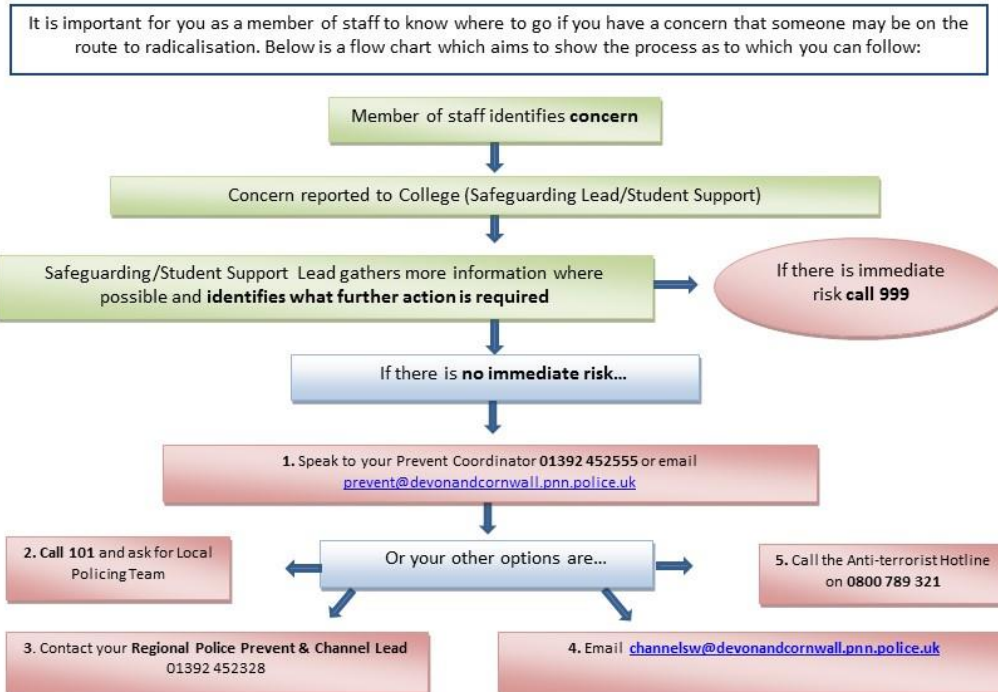 It is important for you as a member of staff to know where to go if you have a concern that someone may be on the
route to radicalisation. Below is a flow chart which aims to show the process as to which you can follow:
Member of staff identifies concern
Concern reported to College (Safeguarding Lead/Student Support)
Safeguarding/Student Support Lead gathers more information where
possible and identifies what further action is required
If there is immediate
risk call 999
If there is no immediate risk...
1. Speak to your Prevent Coordinator 01392 452555 or email
prevent@devonandcornwall.pnn.police.uk
Or your other options are...
2. Call 101 and ask for Local
Policing Team
5. Call the Anti-terrorist Hotline
on 0800 789 321
3. Contact your Regional Police Prevent & Channel Lead
01392 452328
4. Email channelsw@devonandcornwall.pnn.police.uk